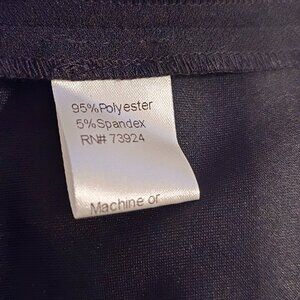 95%Polyester
5%Spandex
RN# 73924
Machine or